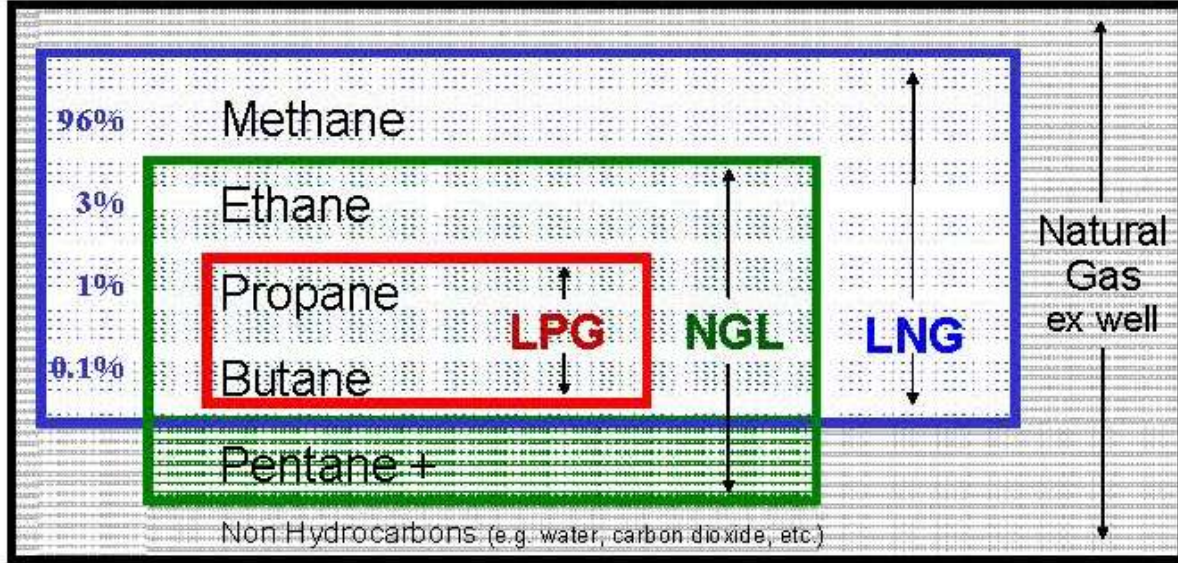 96% Methane
3% Ethane
1% Propane
0.1% Butane
LPG
NGL
LNG
Natural
Gas
ex well
Pentane +
Non Hydrocarbons (e.g. water, carbon dioxide, etc.)